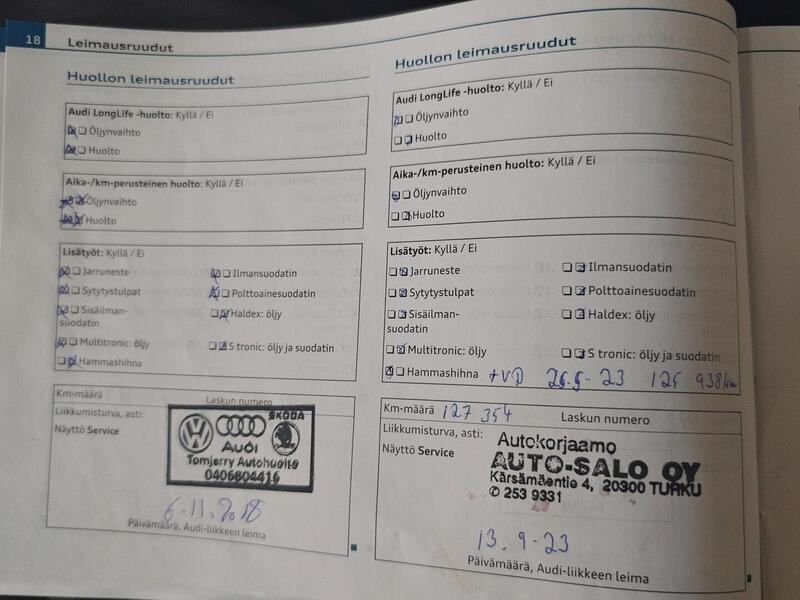 18 Leimausruudut
Huollon leimausruudut
Audi LongLife -huolto: Kyllä / Ei
Öljynvaihto
Huolto
Aika-/km-perusteinen huolto: Kyllä / Ei
Öljynvaihto
Huolto
Lisätyöt: Kyllä / Ei
Jarruneste
Ilmansuodatin
Sytytystulpat
Polttoainesuodatin
Sisäilman-
suodatin
Haldex: öljy
Multitronic: öljy
S tronic: öljy ja suodatin
Hammashihna
Km-määrä
Laskun numero
Liikkumisturva, asti:
Näyttö Service
ŠKODA
Audi
Tomjerry Autohuolto
0406804416
6.11.2018
Päivämäärä, Audi-liikkeen leima
Huollon leimausruudut
Audi LongLife -huolto: Kyllä / Ei
Öljynvaihto
Huolto
Aika-/km-perusteinen huolto: Kyllä / Ei
Öljynvaihto
Huolto
Lisätyöt: Kyllä / Ei
Jarruneste
Ilmansuodatin
Sytytystulpat
Polttoainesuodatin
Sisäilman-
suodatin
Haldex: öljy
Multitronic: öljy
S tronic: öljy ja suodatin
Hammashihna + VP 26.5-23 125 938/km
Km-määrä 127 354
Laskun numero
Liikkumisturva, asti:
Näyttö Service
Autokorjaamo
AUTO-SALO OY
Kärsämäentie 4, 20300 TURKU
✆ 253 9331
13.9-23
Päivämäärä, Audi-liikkeen leima